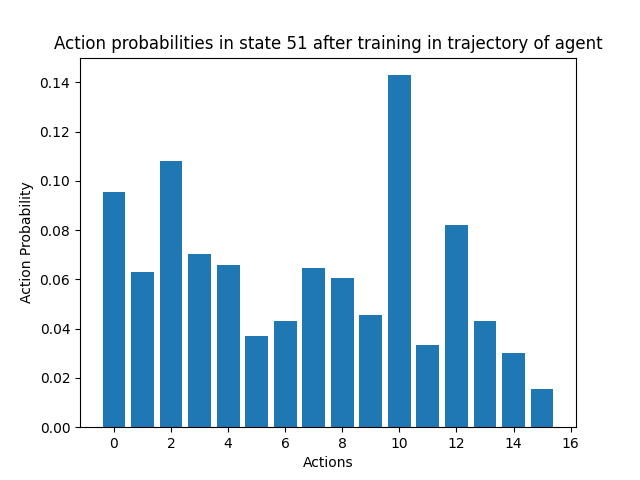 Action probabilities in state 51 after training in trajectory of agent
0.14
0.12
0.10
0.08
0.06
0.04
0.02
0.00
Action Probability
0 2 4 6 8 10 12 14 16
Actions